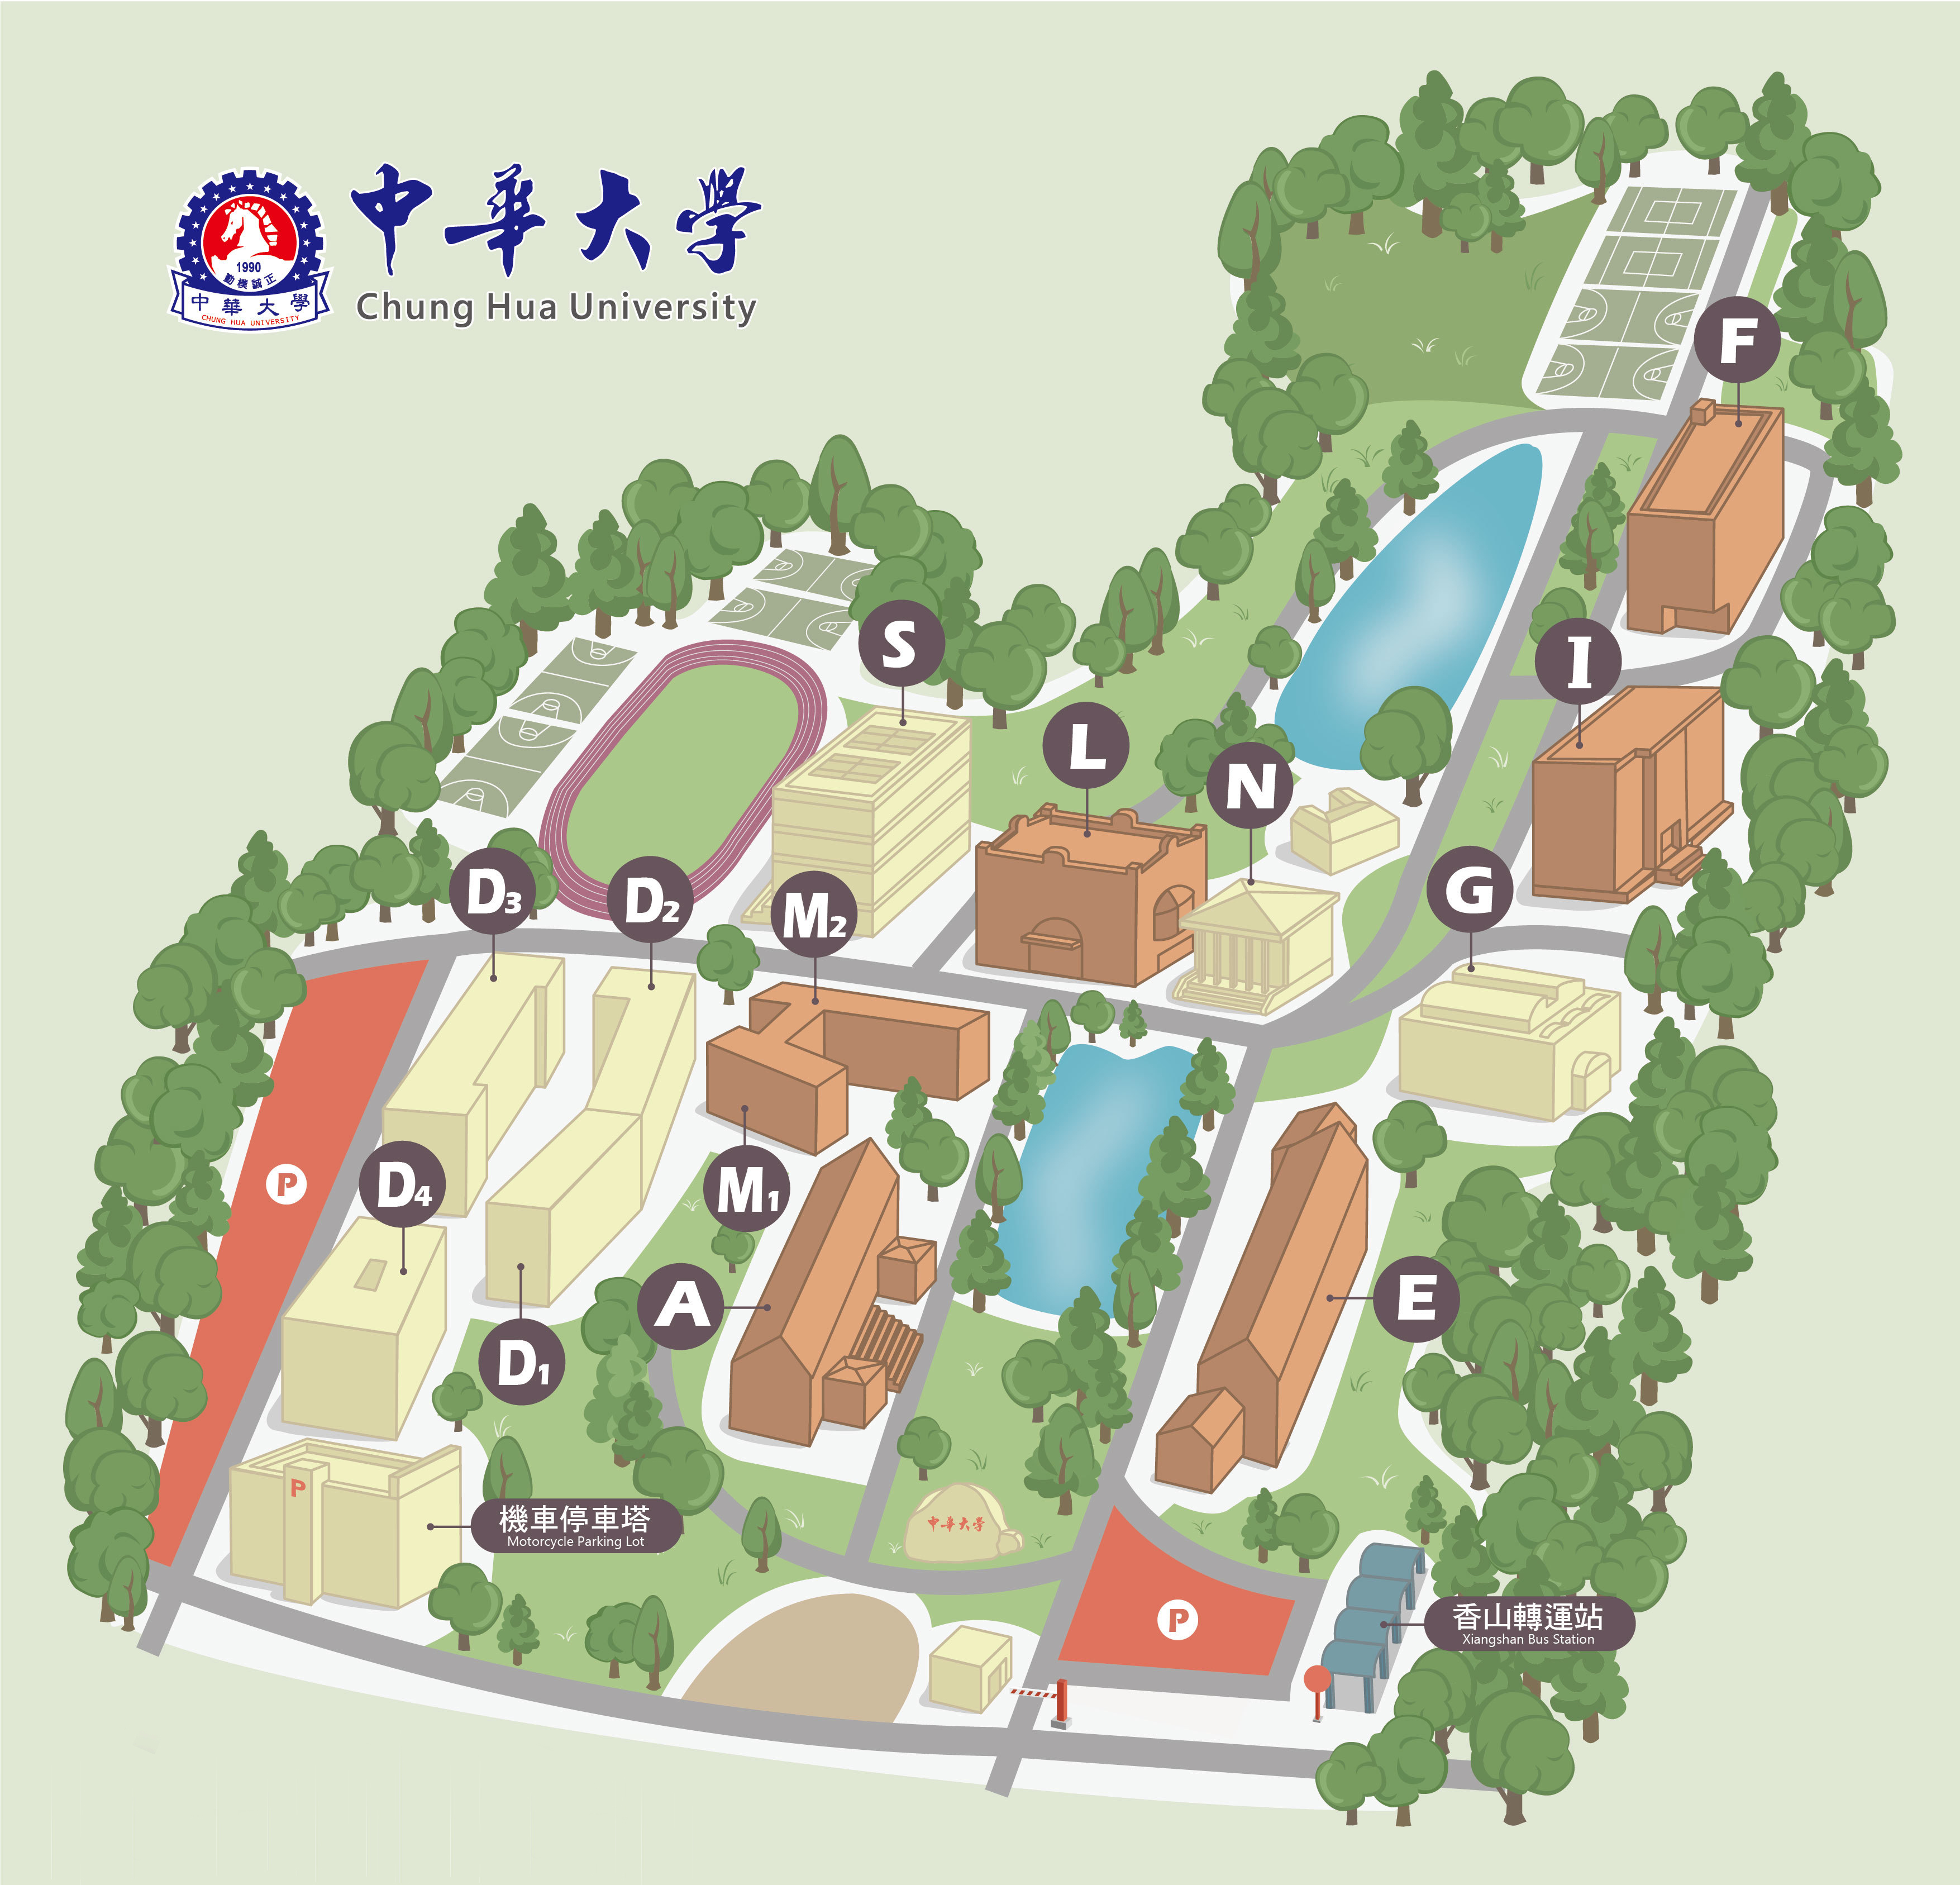 中華大学
Chung Hua University
1990
勤樸誠正
中華大學
CHUNG HUA UNIVERSITY
F
S
I
L
N
D3
D2
M2
G
P
D4
M1
A
E
D1
P
機車停車塔
Motorcycle Parking Lot
中華大學
P
香山轉運站
Xiangshan Bus Station